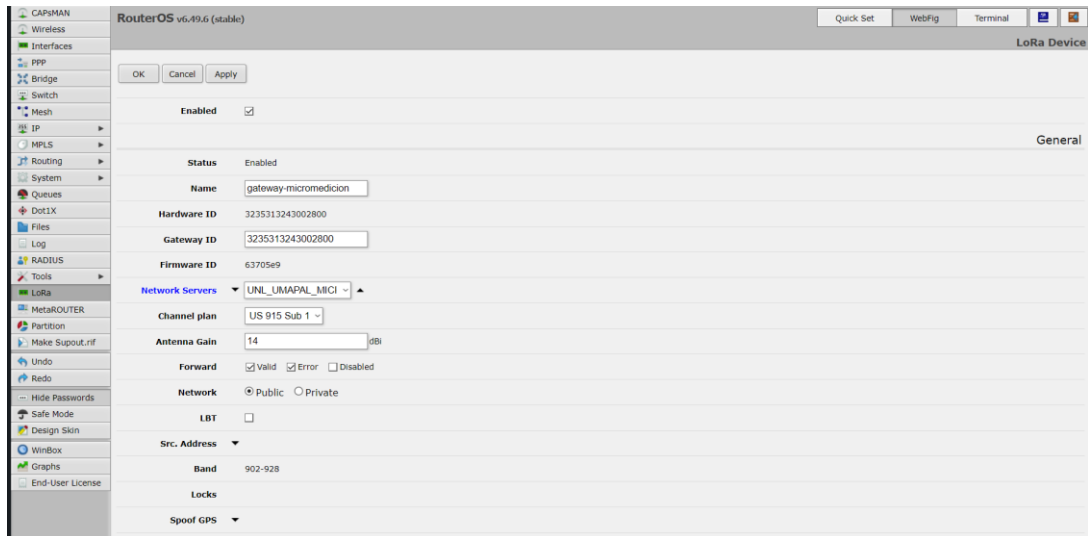 RouterOS v6.49.6 (stable)
Quick Set
WebFig
Terminal
LoRa Device
CAPsMAN
Wireless
Interfaces
PPP
Bridge
Switch
Mesh
IP
MPLS
Routing
System
Queues
Dot1X
Files
Log
RADIUS
Tools
LoRa
MetaROUTER
Partition
Make Supout.rif
Undo
Redo
Hide Passwords
Safe Mode
Design Skin
WinBox
Graphs
End-User License
OK Cancel Apply
Enabled
General
Status Enabled
Name gateway-micromedicion
Hardware ID 3235313243002800
Gateway ID 3235313243002800
Firmware ID 63705e9
Network Servers UNL_UMAPAL_MICI
Channel plan US 915 Sub 1
Antenna Gain 14 dBi
Forward Valid Error Disabled
Network Public Private
LBT
Src. Address
Band 902-928
Locks
Spoof GPS